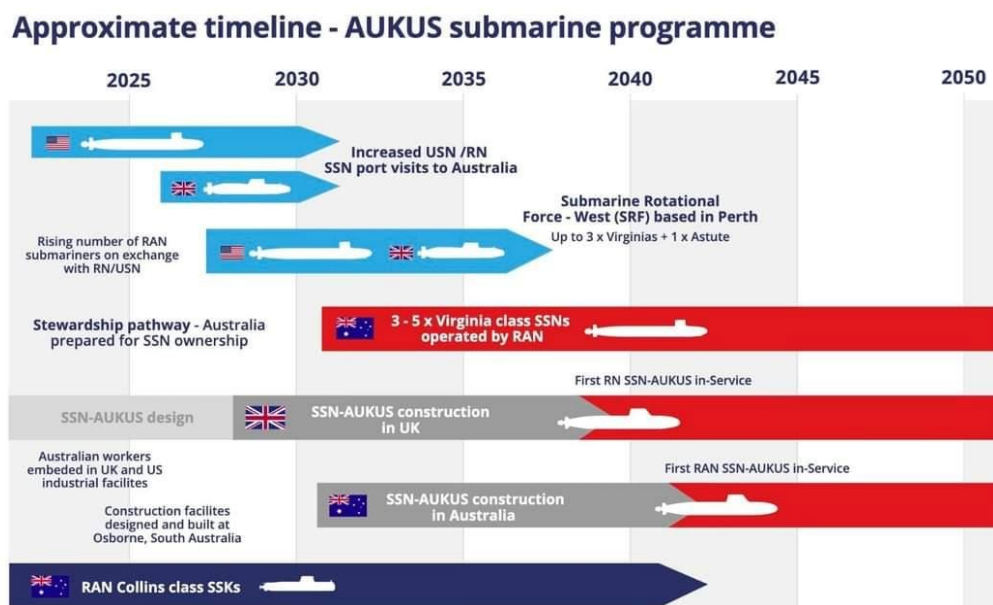 Approximate timeline - AUKUS submarine programme
2025 2030 2035 2040 2045 2050
Increased USN /RN
SSN port visits to Australia
Submarine Rotational
Force - West (SRF) based in Perth
Up to 3 x Virginias + 1 x Astute
Rising number of RAN
submariners on exchange
with RN/USN
Stewardship pathway - Australia
prepared for SSN ownership
3 - 5 x Virginia class SSNs
operated by RAN
First RN SSN-AUKUS in-Service
SSN-AUKUS design
SSN-AUKUS construction
in UK
Australian workers
embeded in UK and US
industrial facilites
First RAN SSN-AUKUS in-Service
SSN-AUKUS construction
in Australia
Construction facilites
designed and built at
Osborne, South Australia
RAN Collins class SSKs